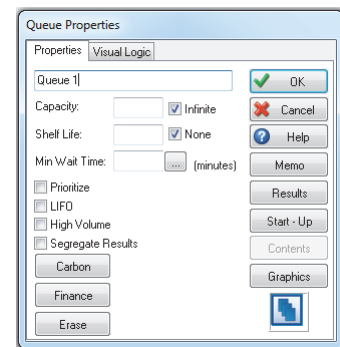 Queue Properties
Properties Visual Logic
Queue 1 OK
Capacity: Infinite Cancel
Shelf Life: None Help
Min Wait Time: ... (minutes) Memo
Prioritize Results
LIFO
High Volume Start - Up
Segregate Results Contents
Carbon Graphics
Finance
Erase